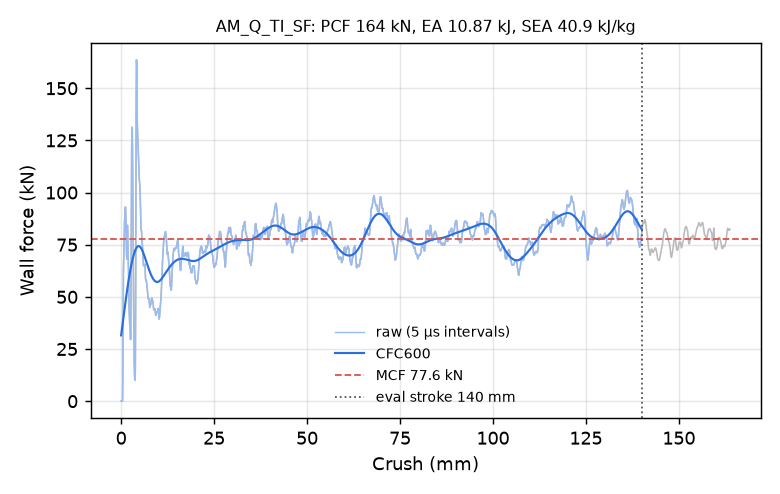 AM_Q_TI_SF: PCF 164 kN, EA 10.87 kJ, SEA 40.9 kJ/kg
Wall force (kN)
150
125
100
75
50
25
0
raw (5 μs intervals)
CFC600
MCF 77.6 kN
eval stroke 140 mm
0 25 50 75 100 125 150
Crush (mm)